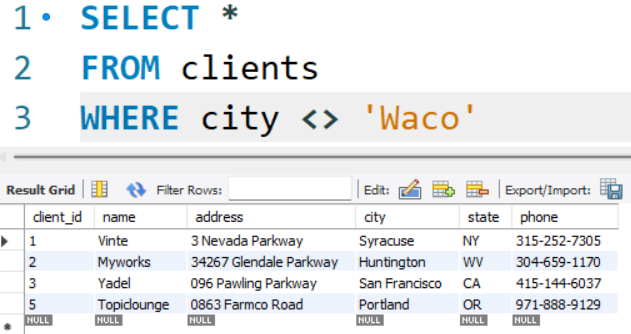 1 SELECT *
2 FROM clients
3 WHERE city <> 'Waco'
Result Grid Filter Rows: Edit: Export/Import:
client_id name address city state phone
1 Vinte 3 Nevada Parkway Syracuse NY 315-252-7305
2 Myworks 34267 Glendale Parkway Huntington WV 304-659-1170
3 Yadel 096 Pawling Parkway San Francisco CA 415-144-6037
5 Topiclounge 0863 Farmco Road Portland OR 971-888-9129
NULL NULL NULL NULL NULL NULL